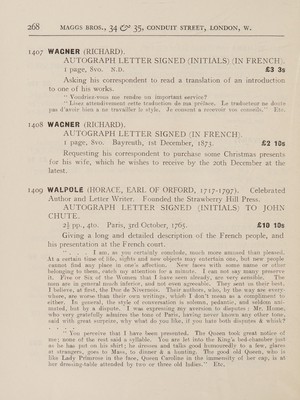 268 MAGGS BROS., 34 & 35, CONDUIT STREET, LONDON, W.
1407 WAGNER (RICHARD).
AUTOGRAPH LETTER SIGNED (INITIALS) (IN FRENCH).
1 page, 8vo. N.D. £3 3s
Asking his correspondent to read a translation of an introduction
to one of his works.
" Voudriez-vous me rendre un important service?
" Lisez attentivement cette traduction de ma préface. Le traducteur ne doute
pas d'avoir bien à ne travailler le style. Je consent a recevoir vos conseils." Etc.
1408 WAGNER (RICHARD).
AUTOGRAPH LETTER SIGNED (IN FRENCH).
1 page, 8vo. Bayreuth, 1st December, 1873. £2 10s
Requesting his correspondent to purchase some Christmas presents
for his wife, which he wishes to receive by the 20th December at the
latest.
1409 WALPOLE (HORACE, EARL OF ORFORD, 1717-1797). Celebrated
Author and Letter Writer. Founded the Strawberry Hill Press.
AUTOGRAPH LETTER SIGNED (INITIALS) TO JOHN
CHUTE.
2½ pp., 4to. Paris, 3rd October, 1765. £10 10s
Giving a long and detailed description of the French people, and
his presentation at the French court.
" . . . I am, as you certainly conclude, much more amused than pleased.
At a certain time of life, sights and new objects may entertain one, but new people
cannot find any place in one's affection. New faces with some name or other
belonging to them, catch my attention for a minute. I can not say many preserve
it. Five or Six of the Women that I have seen already, are very sensible. The
men are in general much inferior, and not even agreeable. They sent us their best,
I believe, at first, the Duc de Nivernois. Their authors, who, by the way are every-
where, are worse than their own writings, which I don't mean as a compliment to
either. In general, the style of conversation is solemn, pedantic, and seldom ani-
mated, but by a dispute. I was expressing my aversion to disputes; Mr. Hume,
who very gratefully admires the tone of Paris, having never known any other tone,
said with great surprize, why what do you like, if you hate both disputes & whisk?
" You perceive that I have been presented. The Queen took great notice of
me; none of the rest said a syllable. You are let into the King's bed-chamber just
as he has put on his shirt; he dresses and talks good humouredly to a few, glares
at strangers, goes to Mass, to dinner & a hunting. The good old Queen, who is
like Lady Primrose in the face, Queen Caroline in the immensity of her cap, is at
her dressing-table attended by two or three old ladies." Etc.